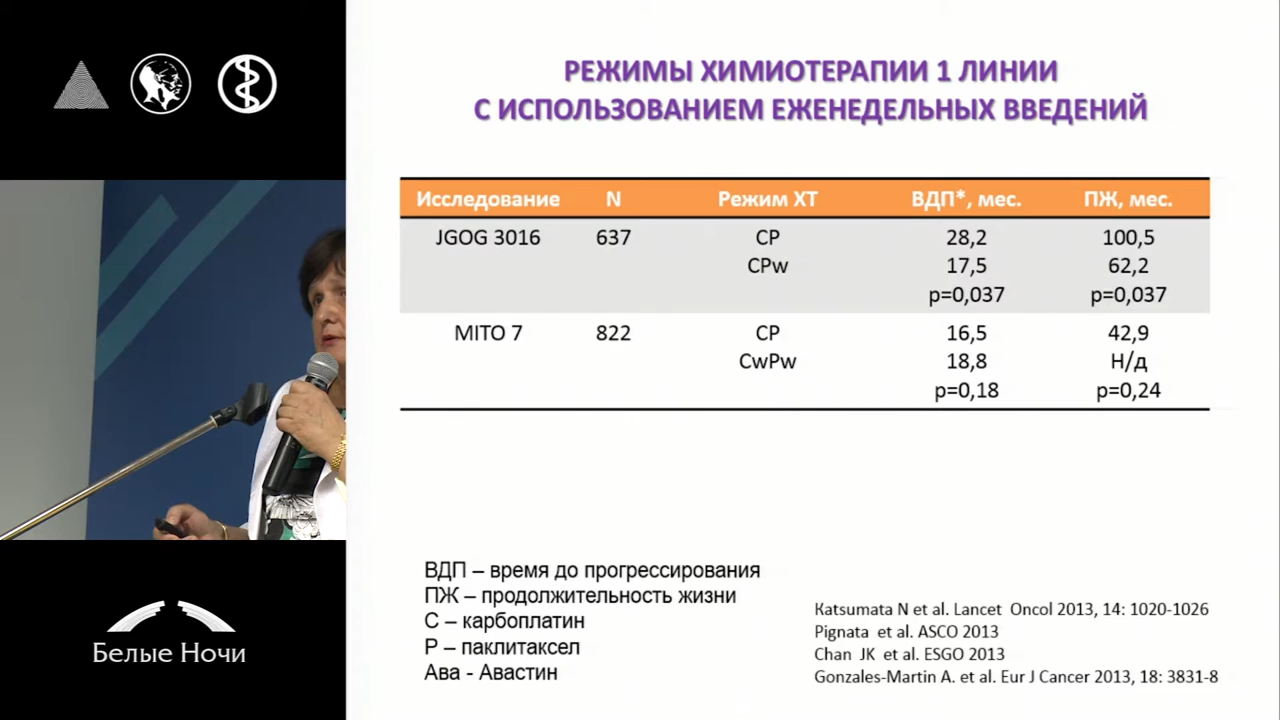 РЕЖИМЫ ХИМИОТЕРАПИИ 1 ЛИНИИ
С ИСПОЛЬЗОВАНИЕМ ЕЖЕНЕДЕЛЬНЫХ ВВЕДЕНИЙ
Исследование N Режим ХТ ВДП*, мес. ПЖ, мес.
JGOG 3016 637 CP 28,2 100,5
CPw 17,5 62,2
p=0,037 p=0,037
MITO 7 822 CP 16,5 42,9
CwPw 18,8 Н/д
p=0,18 p=0,24
ВДП – время до прогрессирования
ПЖ – продолжительность жизни
С – карбоплатин
Р – паклитаксел
Ава - Авастин
Katsumata N et al. Lancet Oncol 2013, 14: 1020-1026
Pignata et al. ASCO 2013
Chan JK et al. ESGO 2013
Gonzales-Martin A. et al. Eur J Cancer 2013, 18: 3831-8
Белые Ночи